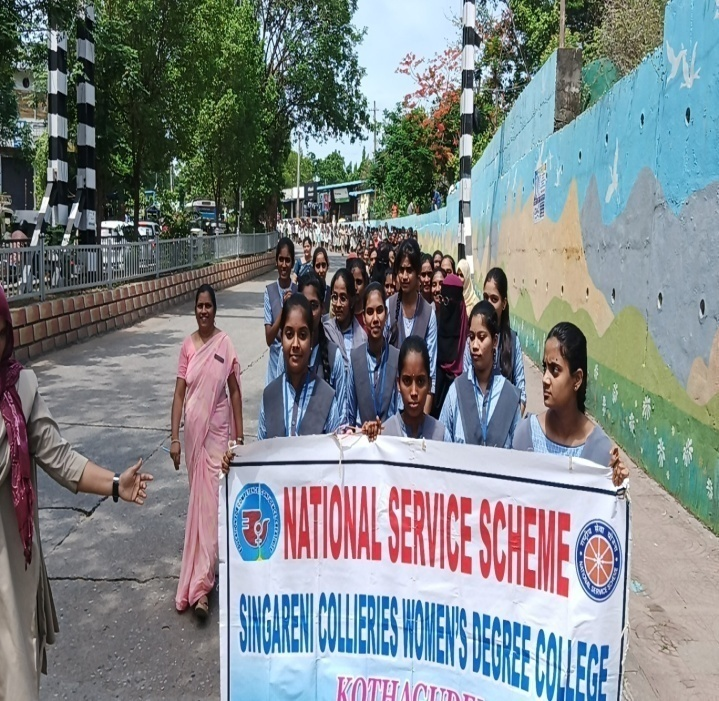 NATIONAL SERVICE SCHEME
SINGARENI COLLIERIES WOMEN'S DEGREE COLLEGE